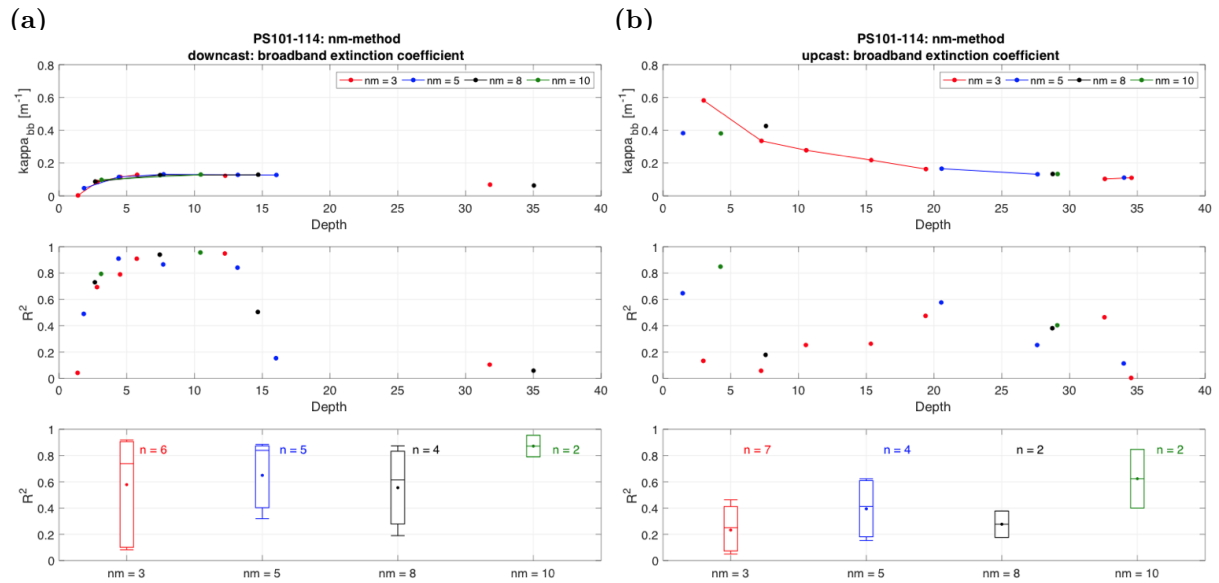 (a)
PS101-114: nm-method
downcast: broadband extinction coefficient
nm = 3 nm = 5 nm = 8 nm = 10
kappa_bb [m^-1]
0.8
0.6
0.4
0.2
0
0 5 10 15 20 25 30 35 40
Depth
R^2
1
0.8
0.6
0.4
0.2
0
0 5 10 15 20 25 30 35 40
Depth
R^2
1
0.8
0.6
0.4
0.2
0
n = 6 n = 5 n = 4 n = 2
nm = 3 nm = 5 nm = 8 nm = 10
(b)
PS101-114: nm-method
upcast: broadband extinction coefficient
nm = 3 nm = 5 nm = 8 nm = 10
kappa_bb [m^-1]
0.8
0.6
0.4
0.2
0
0 5 10 15 20 25 30 35 40
Depth
R^2
1
0.8
0.6
0.4
0.2
0
0 5 10 15 20 25 30 35 40
Depth
R^2
1
0.8
0.6
0.4
0.2
0
n = 7 n = 4 n = 2 n = 2
nm = 3 nm = 5 nm = 8 nm = 10